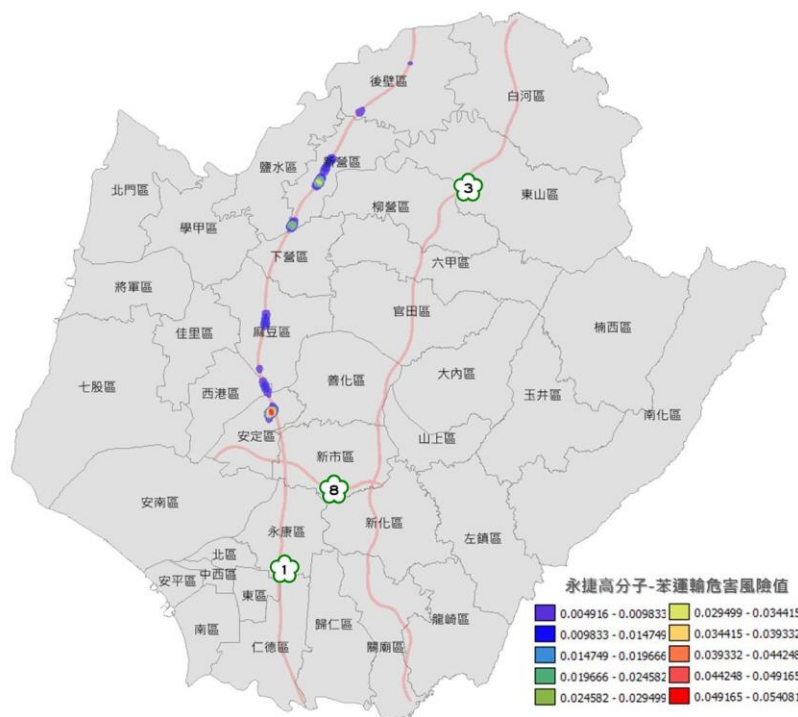 後壁區
白河區
鹽水區
新營區
3
北門區
柳營區
東山區
學甲區
下營區
六甲區
將軍區
官田區
楠西區
佳里區
麻豆區
大內區
七股區
西港區
善化區
玉井區
南化區
安定區
山上區
新市區
8
安南區
新化區
永康區
左鎮區
北區
1
安平區
中西區
東區
永捷高分子-苯運輸危害風險值
龍崎區
南區
歸仁區
仁德區
關廟區
0.004916 - 0.009833
0.029499 - 0.034415
0.009833 - 0.014749
0.034415 - 0.039332
0.014749 - 0.019666
0.039332 - 0.044248
0.019666 - 0.024582
0.044248 - 0.049165
0.024582 - 0.029499
0.049165 - 0.054081